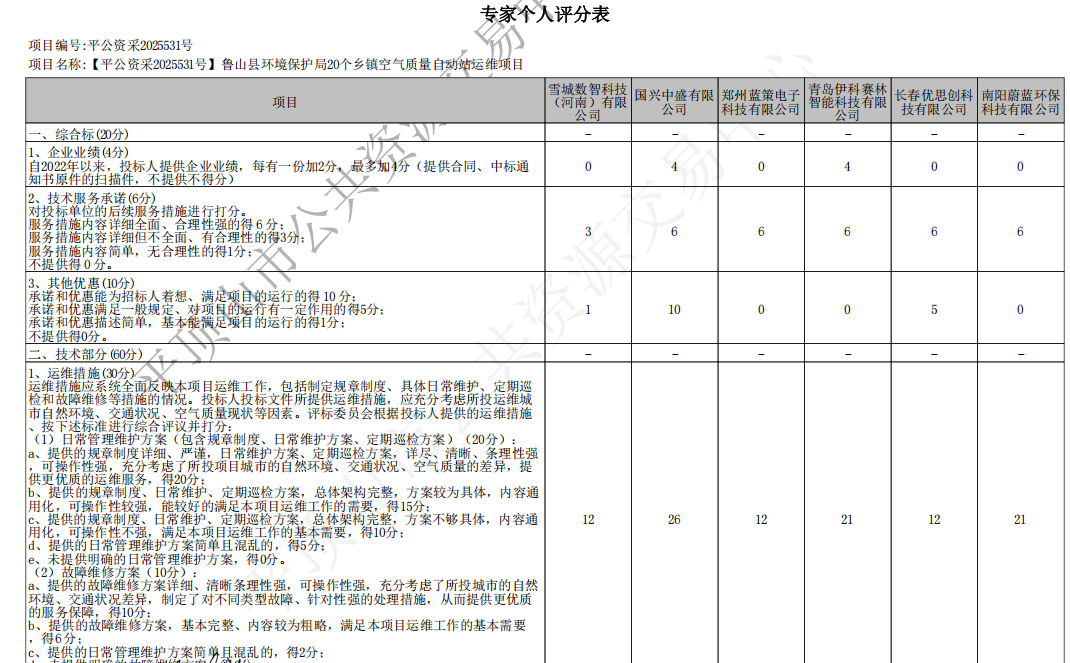 专家个人评分表
项目编号:平公资采2025531号
项目名称:【平公资采2025531号】鲁山县环境保护局20个乡镇空气质量自动站运维项目
项目
雪城数智科技
（河南）有限
公司
国兴中盛有限
公司
郑州蓝策电子
科技有限公司
青岛伊科赛林
智能科技有限
公司
长春优思创科
技有限公司
南阳蔚蓝环保
科技有限公司
一、综合标(20分) – – – – – –
1、企业业绩(4分)
自2022年以来，投标人提供企业业绩，每有一份加2分，最多加4分（提供合同、中标通
知书原件的扫描件，不提供不得分）
0 4 0 4 0 0
2、技术服务承诺(6分)
对投标单位的后续服务措施进行打分。
服务措施内容详细全面、合理性强的得６分；
服务措施内容详细但不全面、有合理性的得3分；
服务措施内容简单，无合理性的得1分；
不提供得０分。
3 6 6 6 6 6
3、其他优惠(10分)
承诺和优惠能为招标人着想、满足项目的运行的得 10 分；
承诺和优惠满足一般规定、对项目的运行有一定作用的得5分；
承诺和优惠描述简单，基本能满足项目的运行的得1分；
不提供得0分。
1 10 0 0 5 0
二、技术部分(60分) – – – – – –
1、运维措施(30分)
运维措施应系统全面反映本项目运维工作，包括制定规章制度、具体日常维护、定期巡
检和故障维修等措施的情况。投标人投标文件所提供运维措施，应充分考虑所投运维城
市自然环境、交通状况、空气质量现状等因素。评标委员会根据投标人提供的运维措施
、按下述标准进行综合评议并打分：
（1）日常管理维护方案（包含规章制度、日常维护方案、定期巡检方案）（20分）：
a、提供的规章制度详细、严谨，日常维护方案、定期巡检方案，详尽、清晰、条理性强
，可操作性强，充分考虑了所投项目城市的自然环境、交通状况、空气质量的差异，提
供更优质的运维服务，得20分；
b、提供的规章制度、日常维护、定期巡检方案，总体架构完整，方案较为具体，内容通
用化，可操作性较强，能较好的满足本项目运维工作的需要，得15分；
c、提供的规章制度、日常维护、定期巡检方案，总体架构完整，方案不够具体，内容通
用化，可操作性不强，满足本项目运维工作的基本需要，得10分；
d、提供的日常管理维护方案简单且混乱的，得5分；
e、未提供明确的日常管理维护方案，得0分。
（2）故障维修方案（10分）：
a、提供的故障维修方案详细、清晰条理性强，可操作性强，充分考虑了所投城市的自然
环境、交通状况差异，制定了对不同类型故障、针对性强的处理措施，从而提供更优质
的服务保障，得10分；
b、提供的故障维修方案，基本完整、内容较为粗略，满足本项目运维工作的基本需要
，得6分；
c、提供的故障维修方案简单且混乱的，得2分；
12 26 12 21 12 21
平顶山市公共资源交易中心
平顶山市公共资源交易中心